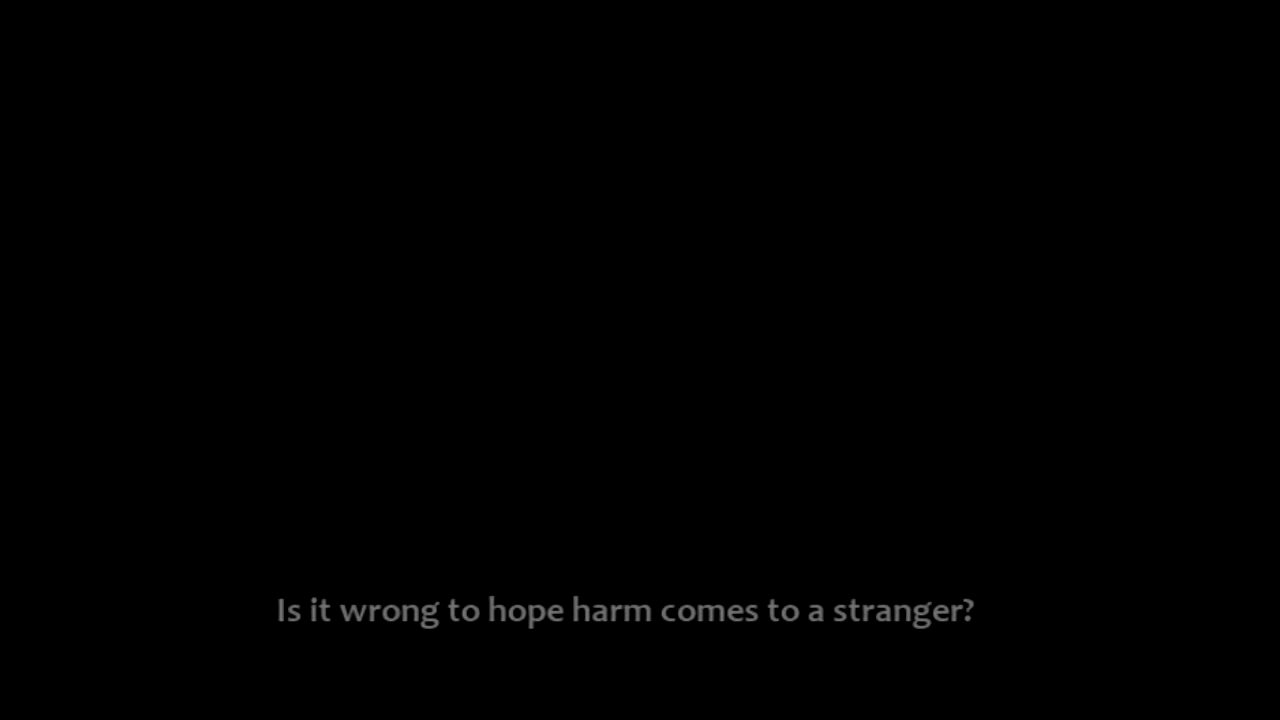 Is it wrong to hope harm comes to a stranger?